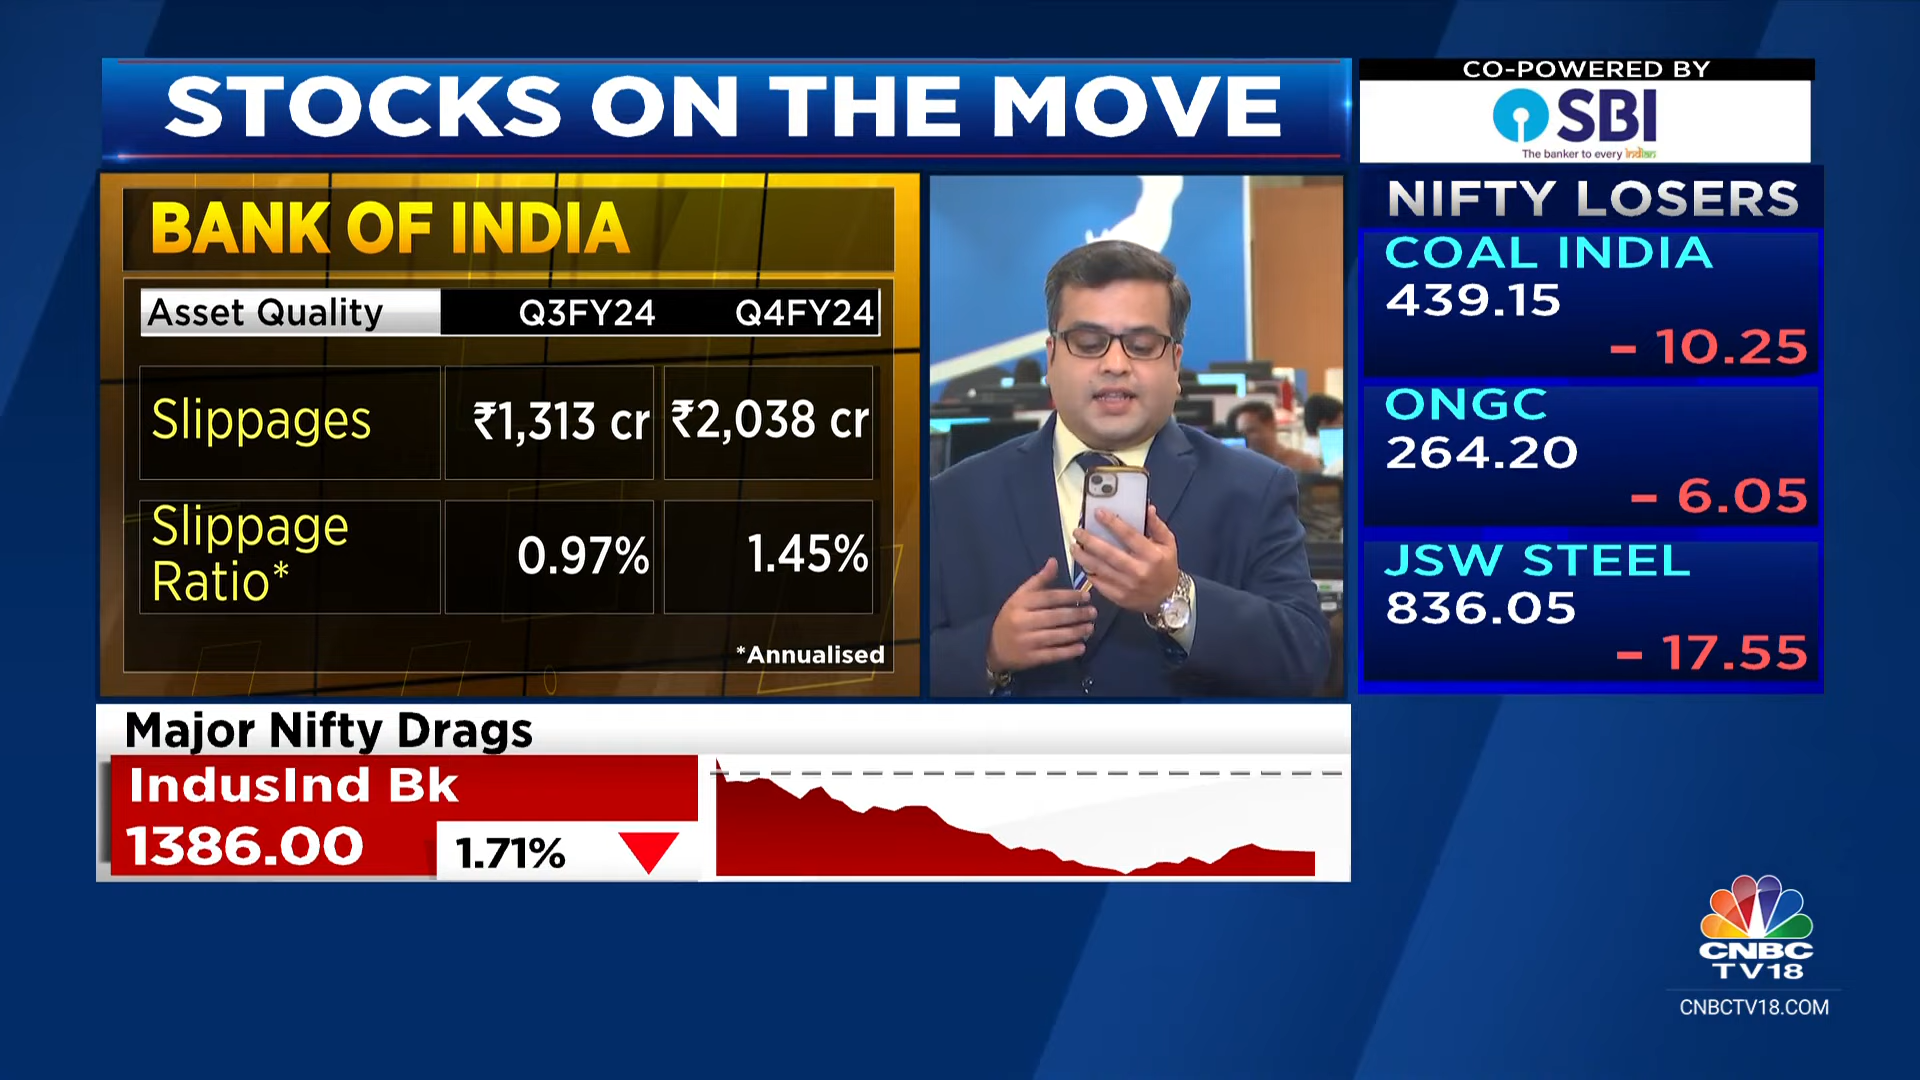 STOCKS ON THE MOVE
CO-POWERED BY
SBI
The banker to every indian
BANK OF INDIA
Asset Quality Q3FY24 Q4FY24
Slippages ₹1,313 cr ₹2,038 cr
Slippage
Ratio* 0.97% 1.45%
*Annualised
NIFTY LOSERS
COAL INDIA
439.15
- 10.25
ONGC
264.20
- 6.05
JSW STEEL
836.05
- 17.55
Major Nifty Drags
IndusInd Bk
1386.00 1.71%
CNBC
TV18
CNBCTV18.COM